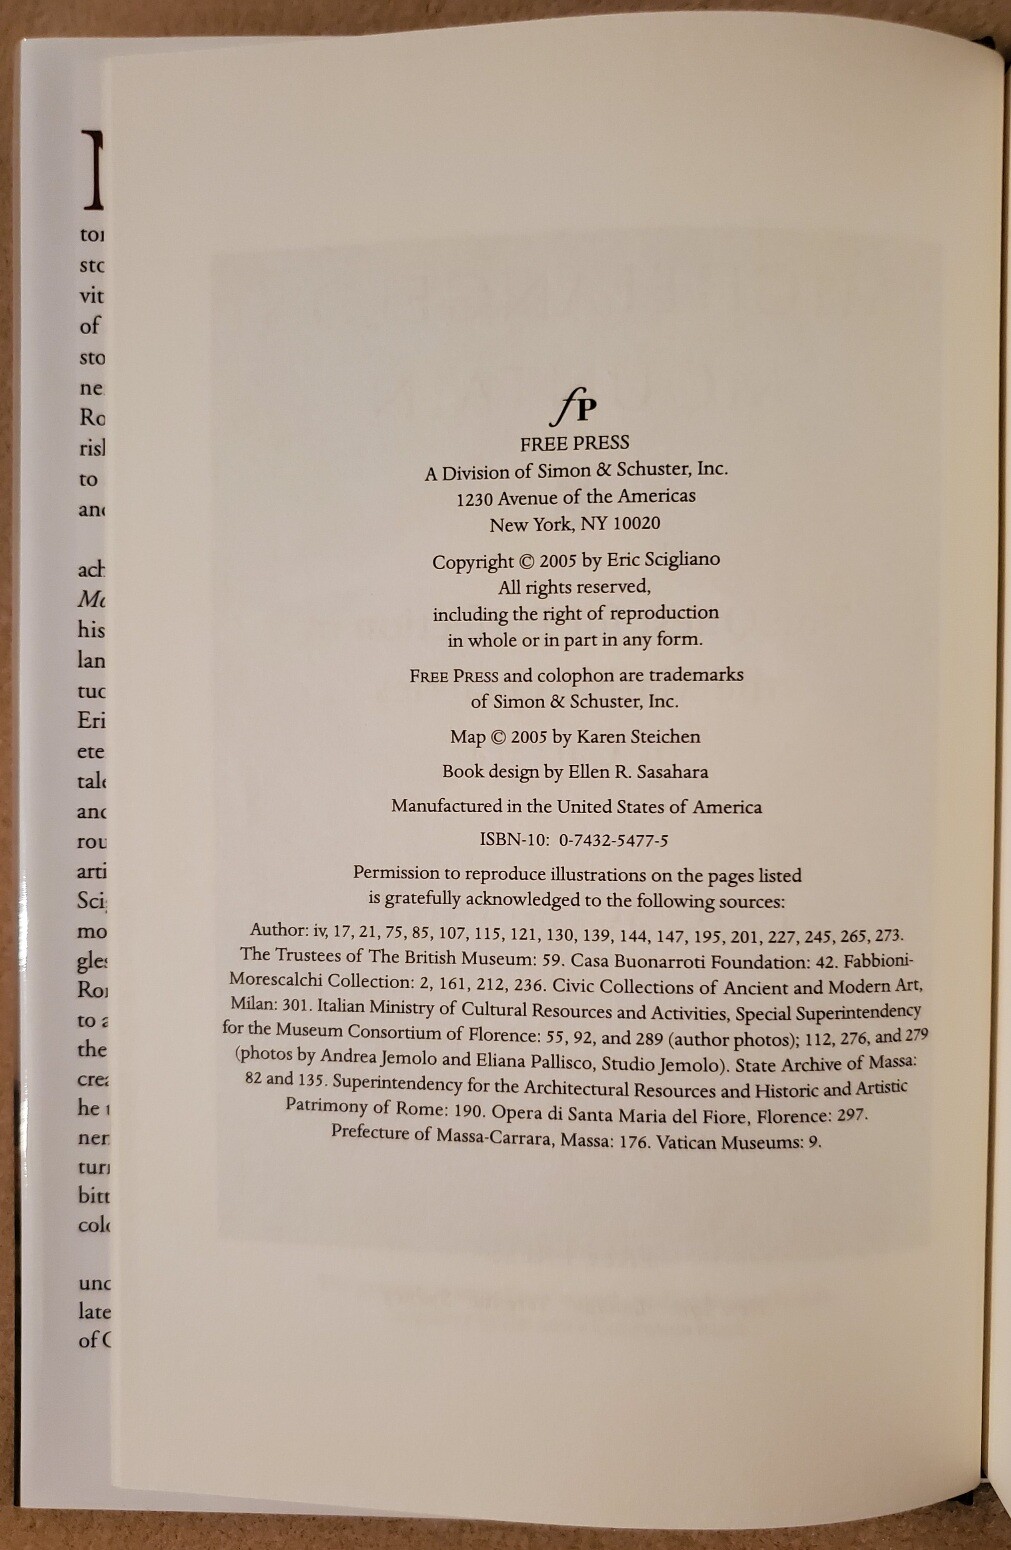 fP
FREE PRESS
A Division of Simon & Schuster, Inc.
1230 Avenue of the Americas
New York, NY 10020
Copyright © 2005 by Eric Scigliano
All rights reserved,
including the right of reproduction
in whole or in part in any form.
FREE PRESS and colophon are trademarks
of Simon & Schuster, Inc.
Map © 2005 by Karen Steichen
Book design by Ellen R. Sasahara
Manufactured in the United States of America
ISBN-10: 0-7432-5477-5
Permission to reproduce illustrations on the pages listed
is gratefully acknowledged to the following sources:
Author: iv, 17, 21, 75, 85, 107, 115, 121, 130, 139, 144, 147, 195, 201, 227, 245, 265, 273.
The Trustees of The British Museum: 59. Casa Buonarroti Foundation: 42. Fabbioni-
Morescalchi Collection: 2, 161, 212, 236. Civic Collections of Ancient and Modern Art,
Milan: 301. Italian Ministry of Cultural Resources and Activities, Special Superintendency
for the Museum Consortium of Florence: 55, 92, and 289 (author photos); 112, 276, and 279
(photos by Andrea Jemolo and Eliana Pallisco, Studio Jemolo). State Archive of Massa:
82 and 135. Superintendency for the Architectural Resources and Historic and Artistic
Patrimony of Rome: 190. Opera di Santa Maria del Fiore, Florence: 297.
Prefecture of Massa-Carrara, Massa: 176. Vatican Museums: 9.
of
to
his
the